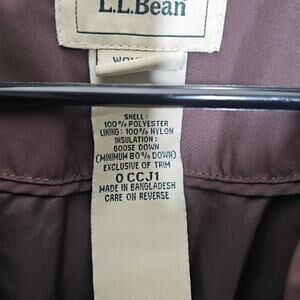 L.L.Bean
SHELL:
100% POLYESTER
LINING: 100% NYLON
INSULATION:
GOOSE DOWN
(MINIMUM 80% DOWN)
EXCLUSIVE OF TRIM
0 CCJ1
MADE IN BANGLADESH
CARE ON REVERSE